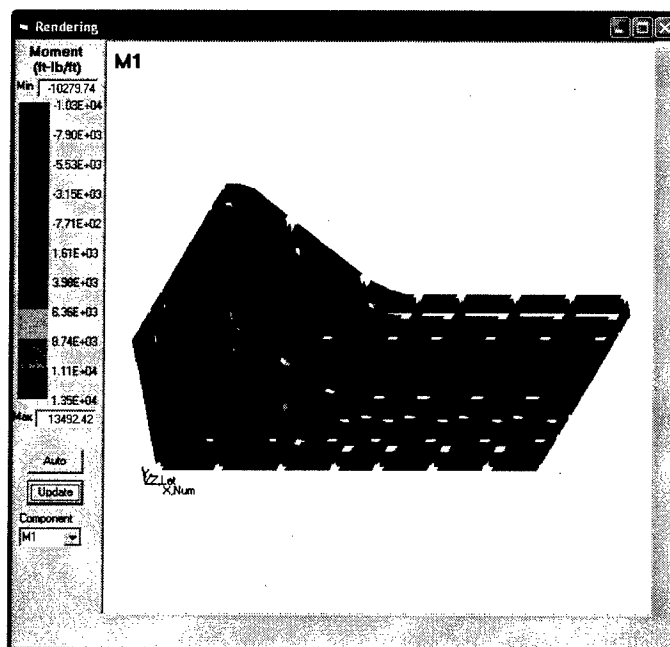 Rendering
Moment
(ft-lb/ft)
Min -10279.74
-1.03E+04
-7.90E+03
-5.53E+03
-3.15E+03
-7.71E+02
1.61E+03
3.98E+03
6.36E+03
8.74E+03
1.11E+04
1.35E+04
Max 13492.42
Auto
Update
Component
M1
M1
Y
Z,Let
X,Num